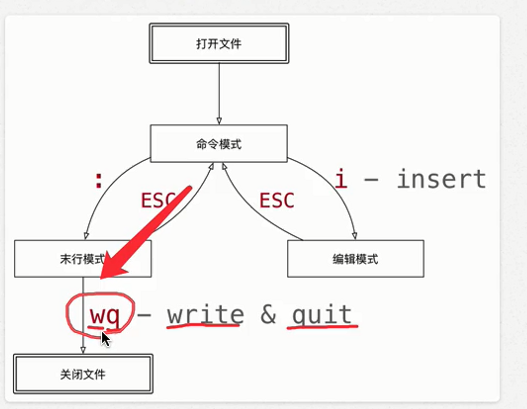 打开文件
命令模式
:
ESC
ESC
i - insert
末行模式
编辑模式
wq - write & quit
关闭文件